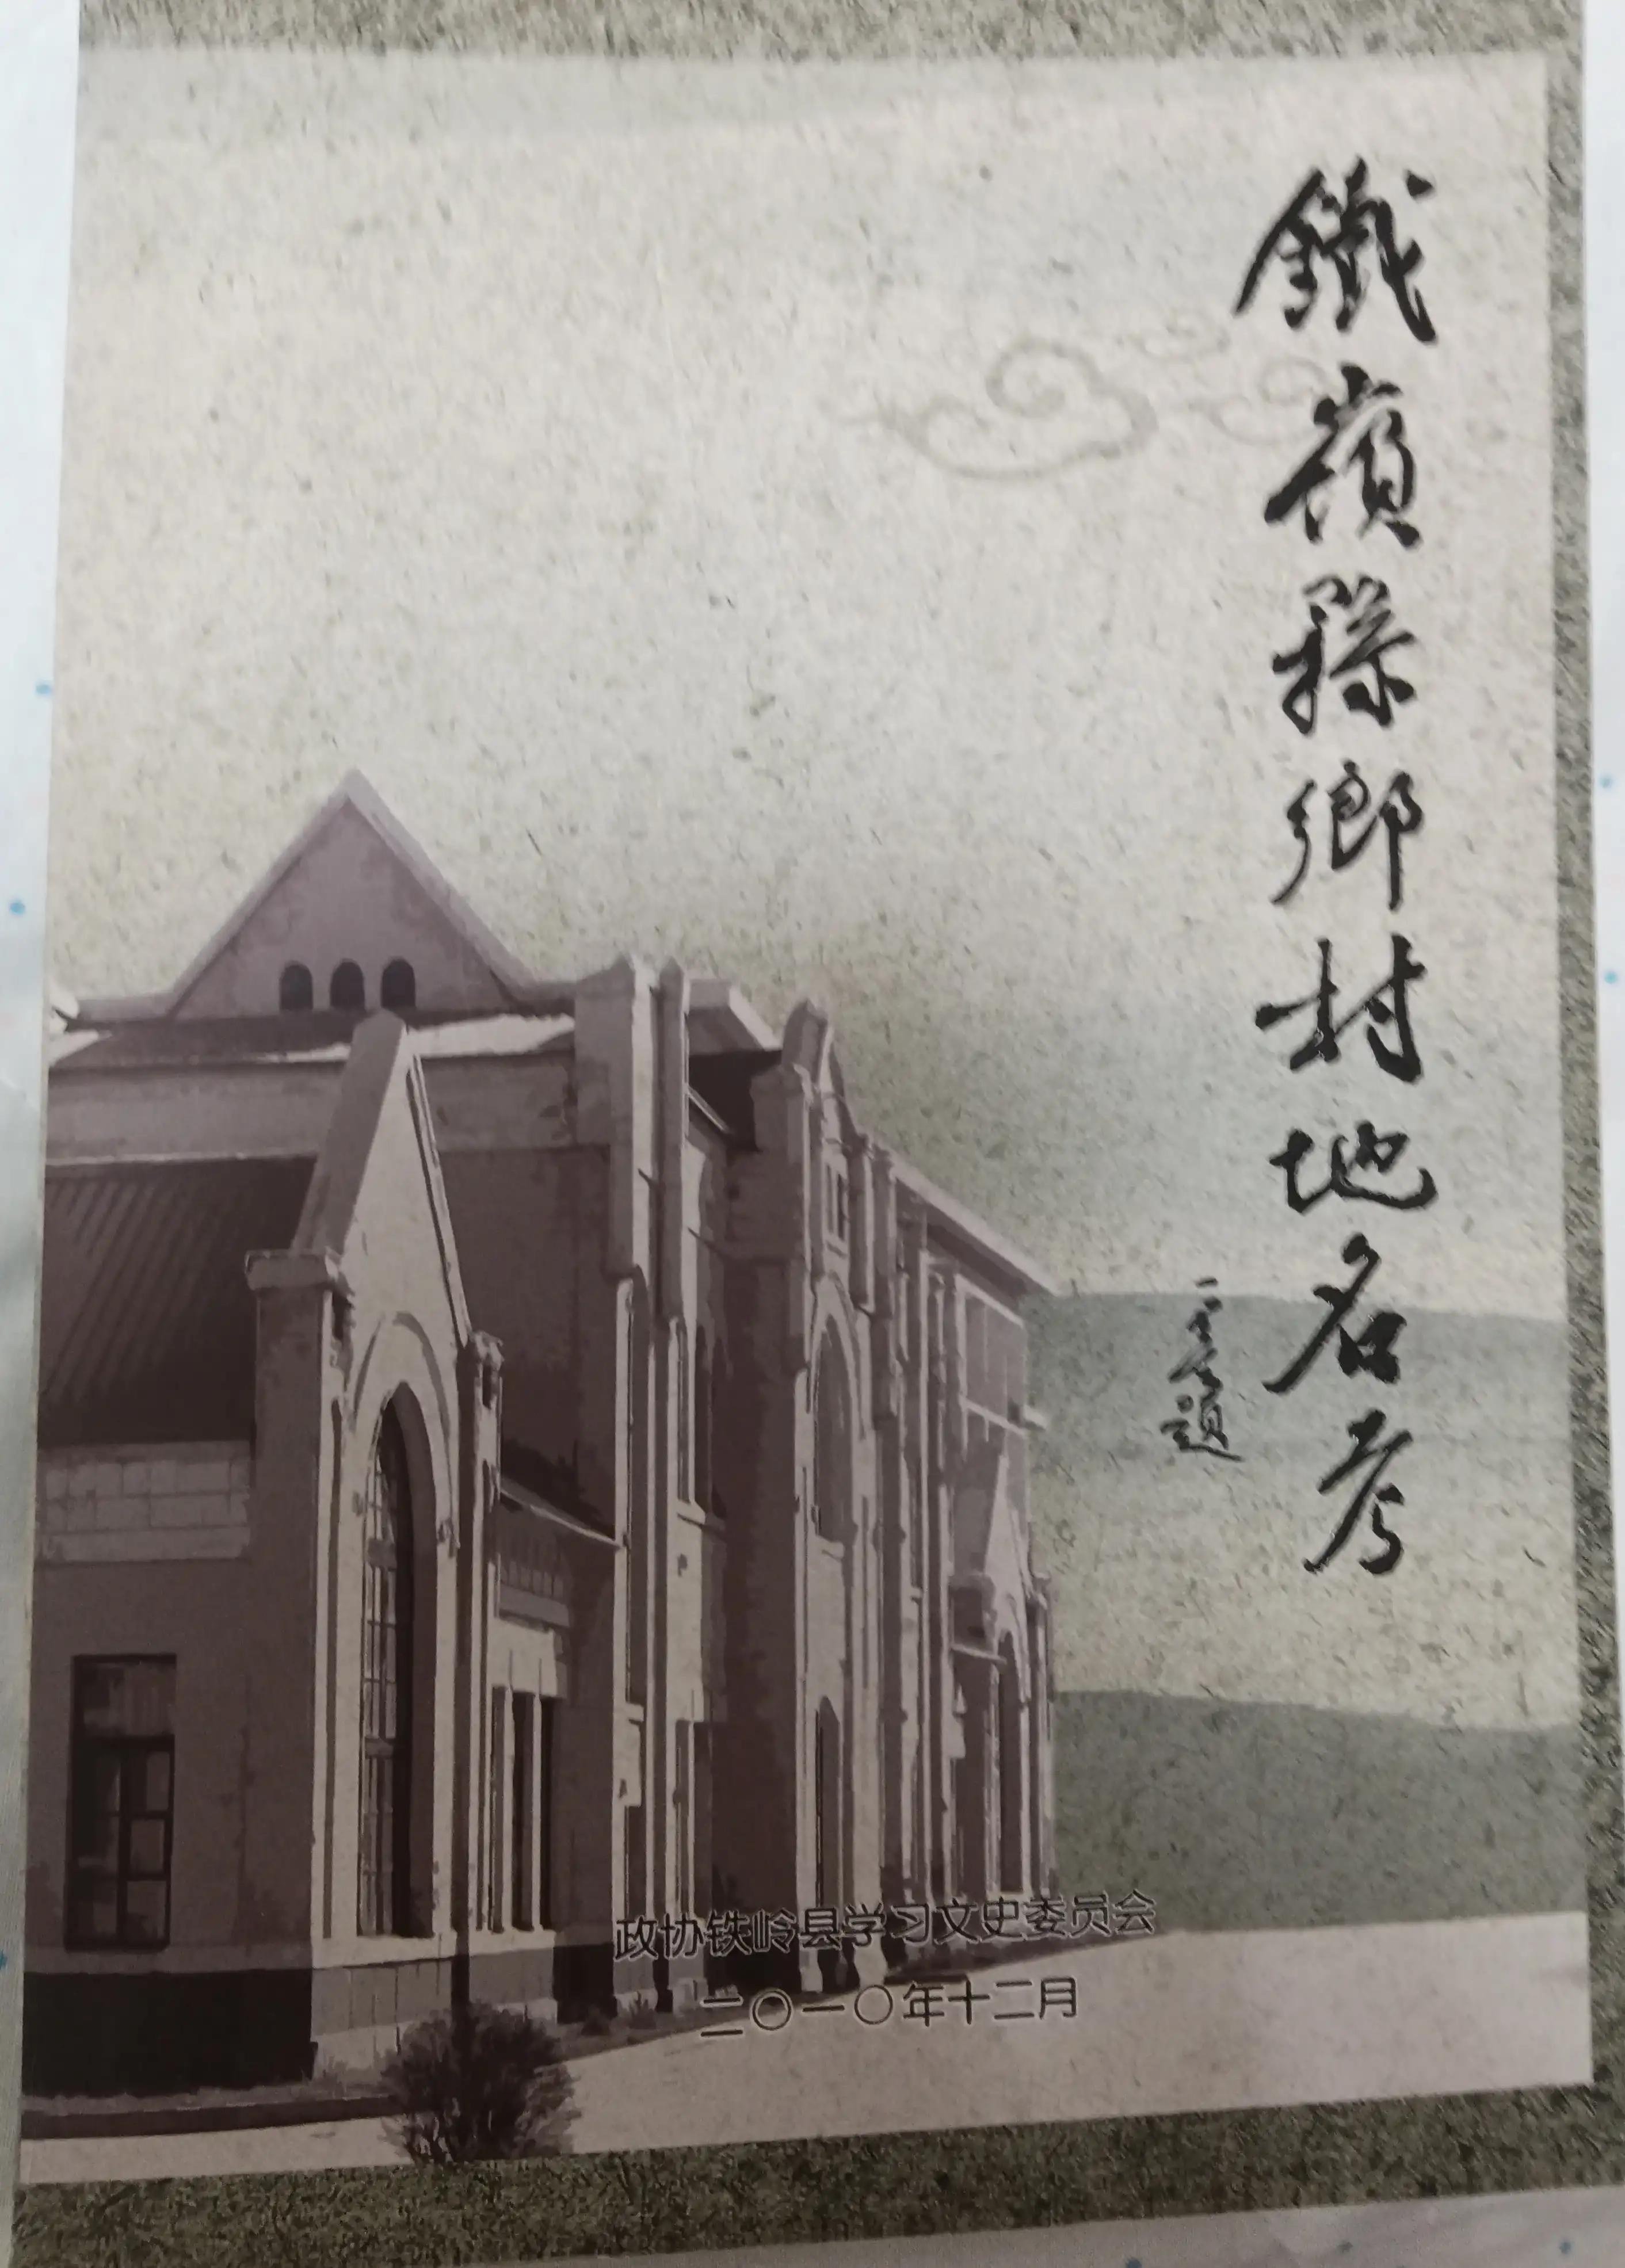 鐵嶺縣鄉村地名考
題
政协铁岭县学习文史委员会
二〇一〇年十二月